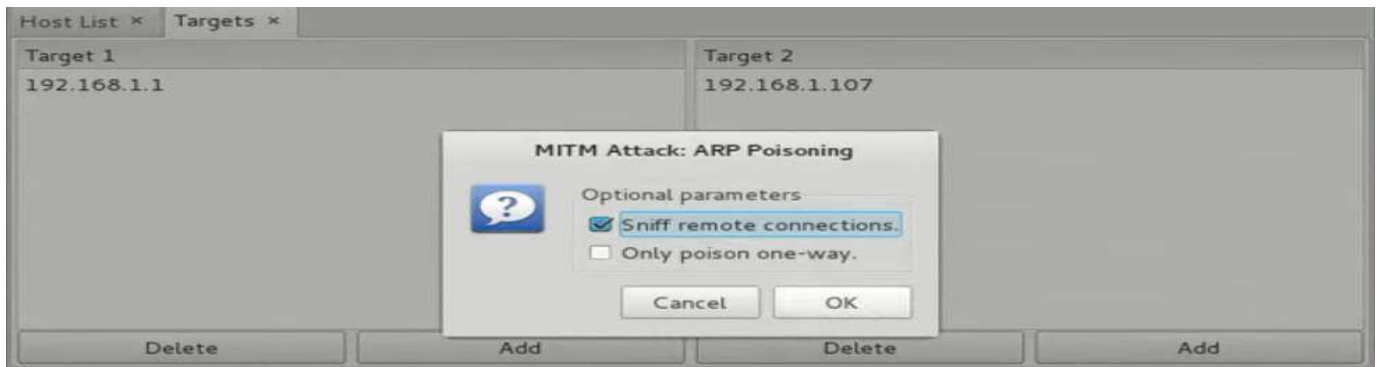 Host List × Targets ×
Target 1
Target 2
192.168.1.1
192.168.1.107
MITM Attack: ARP Poisoning
Optional parameters
Sniff remote connections.
Only poison one-way.
Cancel OK
Delete Add Delete Add